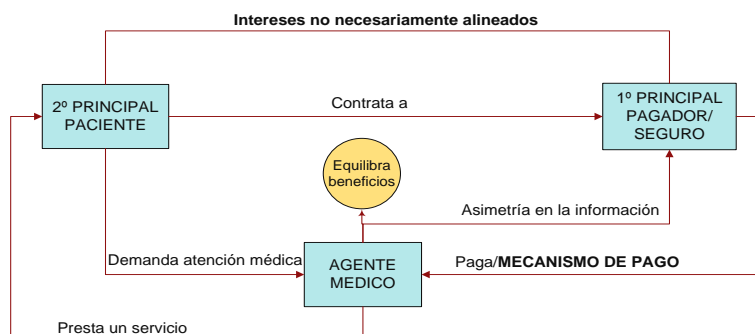 Intereses no necesariamente alineados
2º PRINCIPAL
PACIENTE
Contrata a
1º PRINCIPAL
PAGADOR/
SEGURO
Equilibra
beneficios
Asimetría en la información
Demanda atención médica
AGENTE
MEDICO
Paga/MECANISMO DE PAGO
Presta un servicio